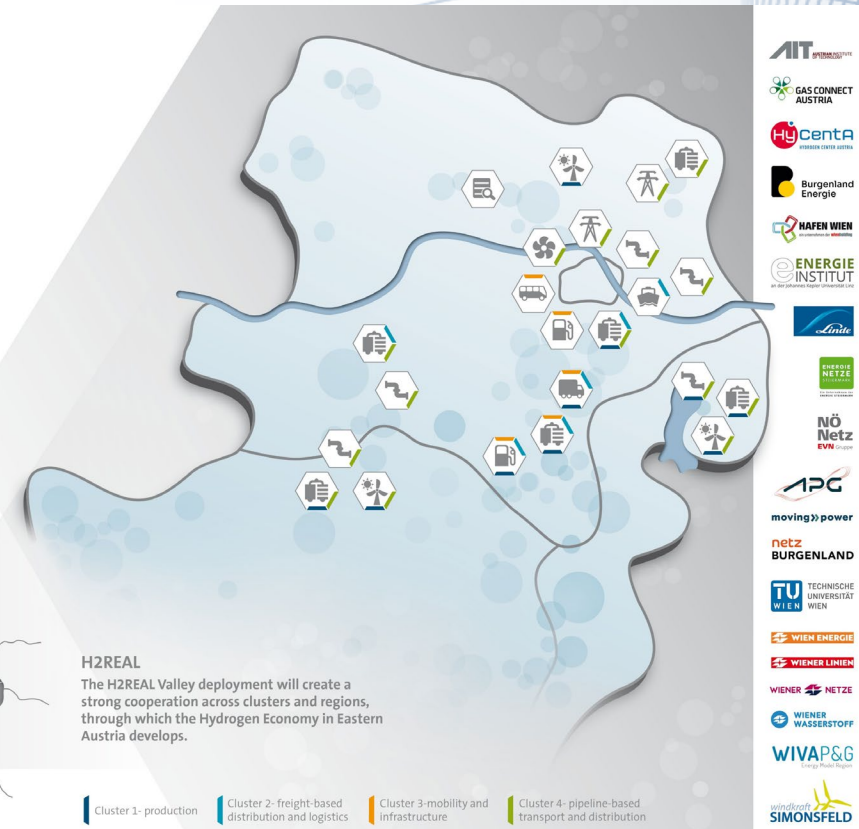 AIT AUSTRIAN INSTITUTE
OF TECHNOLOGY
GAS CONNECT
AUSTRIA
HyCentA
HYDROGEN CENTER AUSTRIA
Burgenland
Energie
HAFEN WIEN
ENERGIE
INSTITUT
an der Johannes Kepler Universität Linz
Linde
ENERGIE
NETZE
STEIERMARK
NÖ
Netz
EVN Gruppe
APG
moving»power
netz
BURGENLAND
TU
WIEN
TECHNISCHE
UNIVERSITÄT
WIEN
WIEN ENERGIE
WIENER LINIEN
WIENER NETZE
WIENER
WASSERSTOFF
WIVAP&G
Energy Model Region
windkraft
SIMONSFELD
H2REAL
The H2REAL Valley deployment will create a
strong cooperation across clusters and regions,
through which the Hydrogen Economy in Eastern
Austria develops.
Cluster 1- production
Cluster 2- freight-based
distribution and logistics
Cluster 3-mobility and
infrastructure
Cluster 4- pipeline-based
transport and distribution